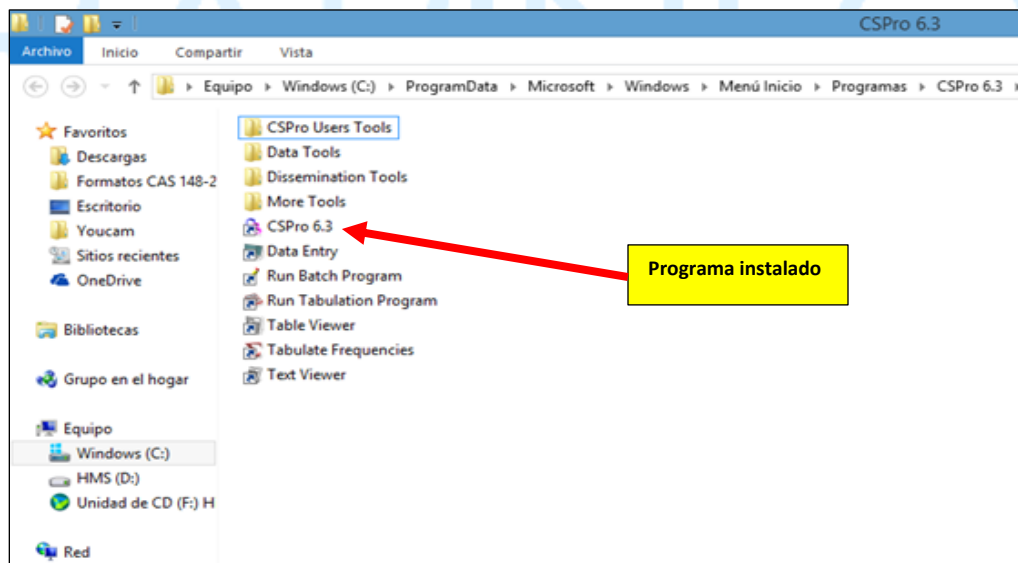 CSPro 6.3
Archivo Inicio Compartir Vista
Equipo Windows (C:) ProgramData Microsoft Windows Menú Inicio Programas CSPro 6.3
Favoritos
Descargas
Formatos CAS 148-2
Escritorio
Youcam
Sitios recientes
OneDrive
Bibliotecas
Grupo en el hogar
Equipo
Windows (C:)
HMS (D:)
Unidad de CD (F:) H
Red
CSPro Users Tools
Data Tools
Dissemination Tools
More Tools
CSPro 6.3
Data Entry
Run Batch Program
Run Tabulation Program
Table Viewer
Tabulate Frequencies
Text Viewer
Programa instalado